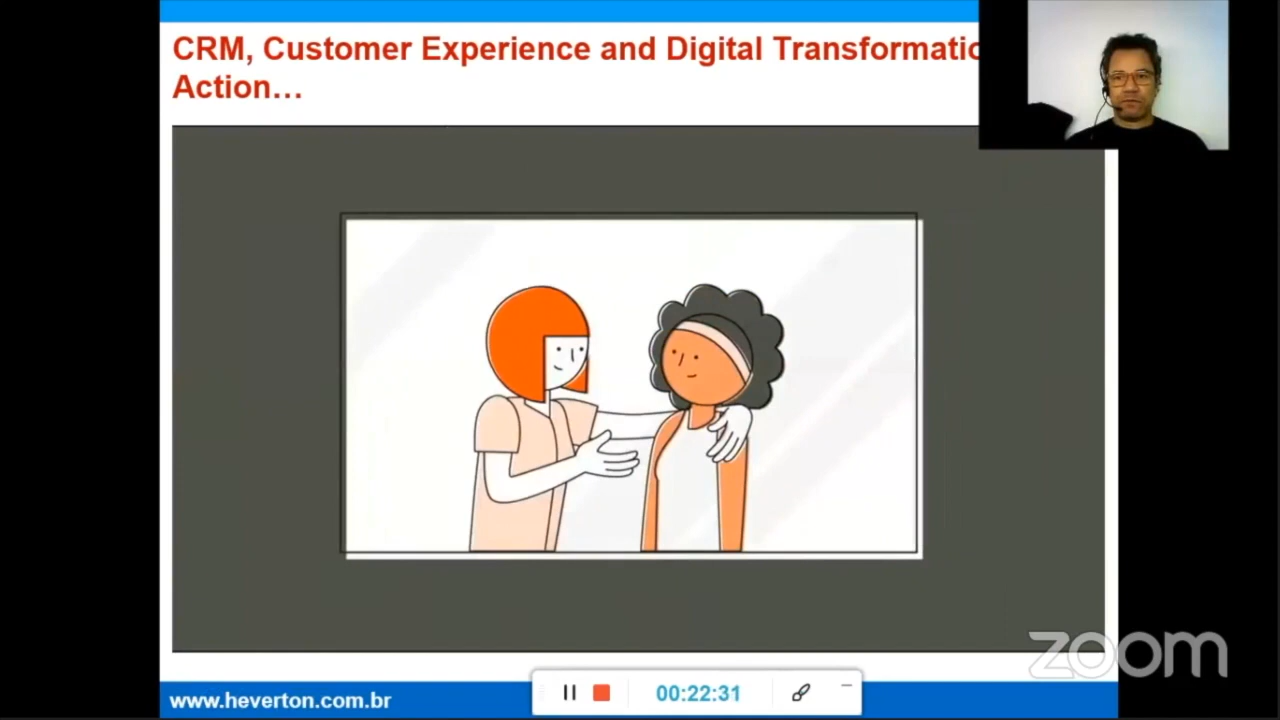 CRM, Customer Experience and Digital Transformatio
Action…
zoom
www.heverton.com.br
00:22:31